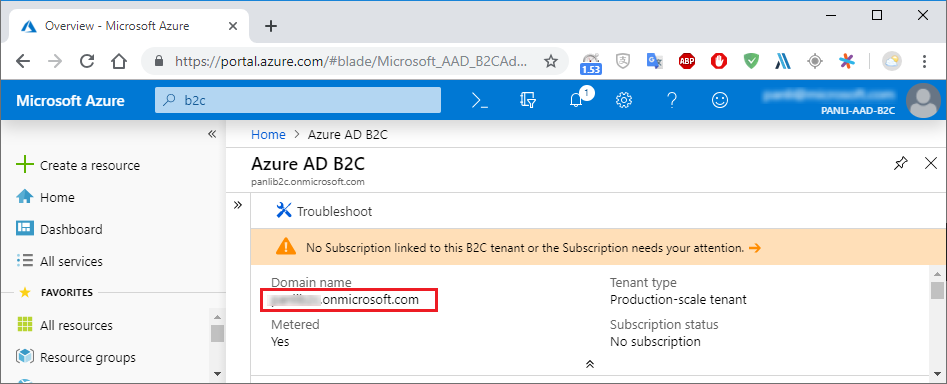 Overview - Microsoft Azure
https://portal.azure.com/#blade/Microsoft_AAD_B2CAd...
1.53
ABP
Microsoft Azure
b2c
1
PANLI-AAD-B2C
Create a resource
Home
Dashboard
All services
FAVORITES
All resources
Resource groups
Home > Azure AD B2C
Azure AD B2C
panlib2c.onmicrosoft.com
Troubleshoot
No Subscription linked to this B2C tenant or the Subscription needs your attention.
Domain name
.onmicrosoft.com
Tenant type
Production-scale tenant
Metered
Yes
Subscription status
No subscription